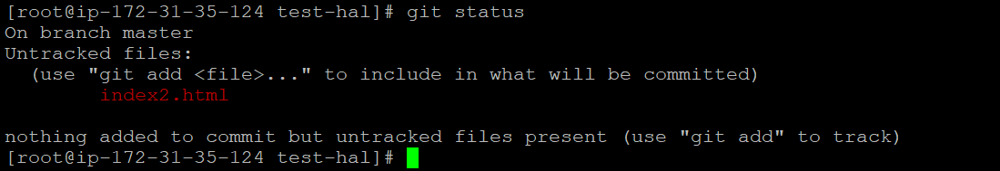 [root@ip-172-31-35-124 test-hal]# git status
On branch master
Untracked files:
  (use "git add <file>..." to include in what will be committed)
        index2.html

nothing added to commit but untracked files present (use "git add" to track)
[root@ip-172-31-35-124 test-hal]#